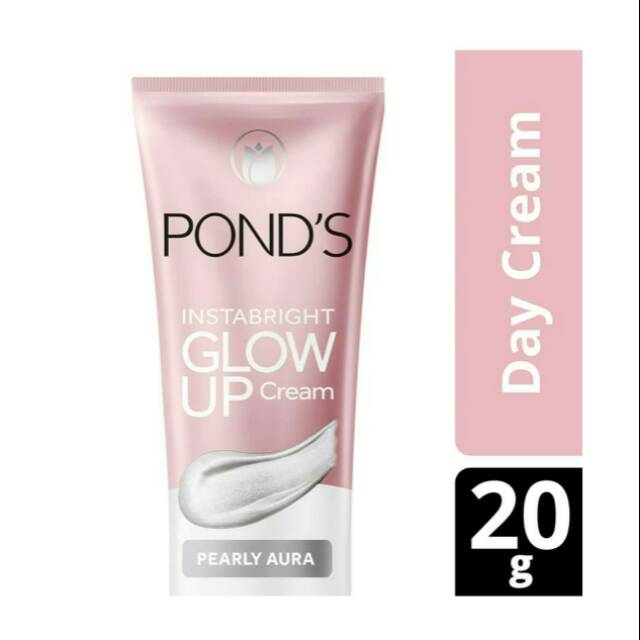 POND'S
INSTABRIGHT
GLOW
UP Cream
PEARLY AURA
Day Cream
20
g